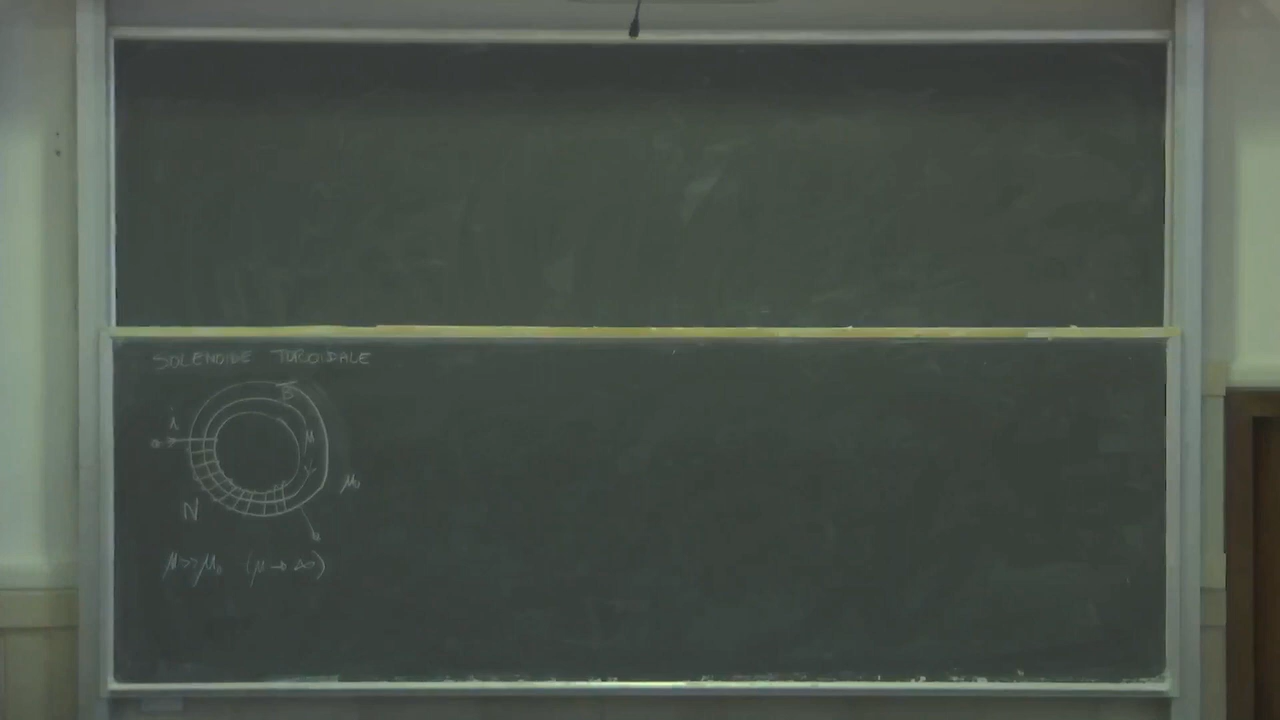 SOLENOIDE TOROIDALE
B
i
μ
μ₀
N
μ>>μ₀ (μ→∞)